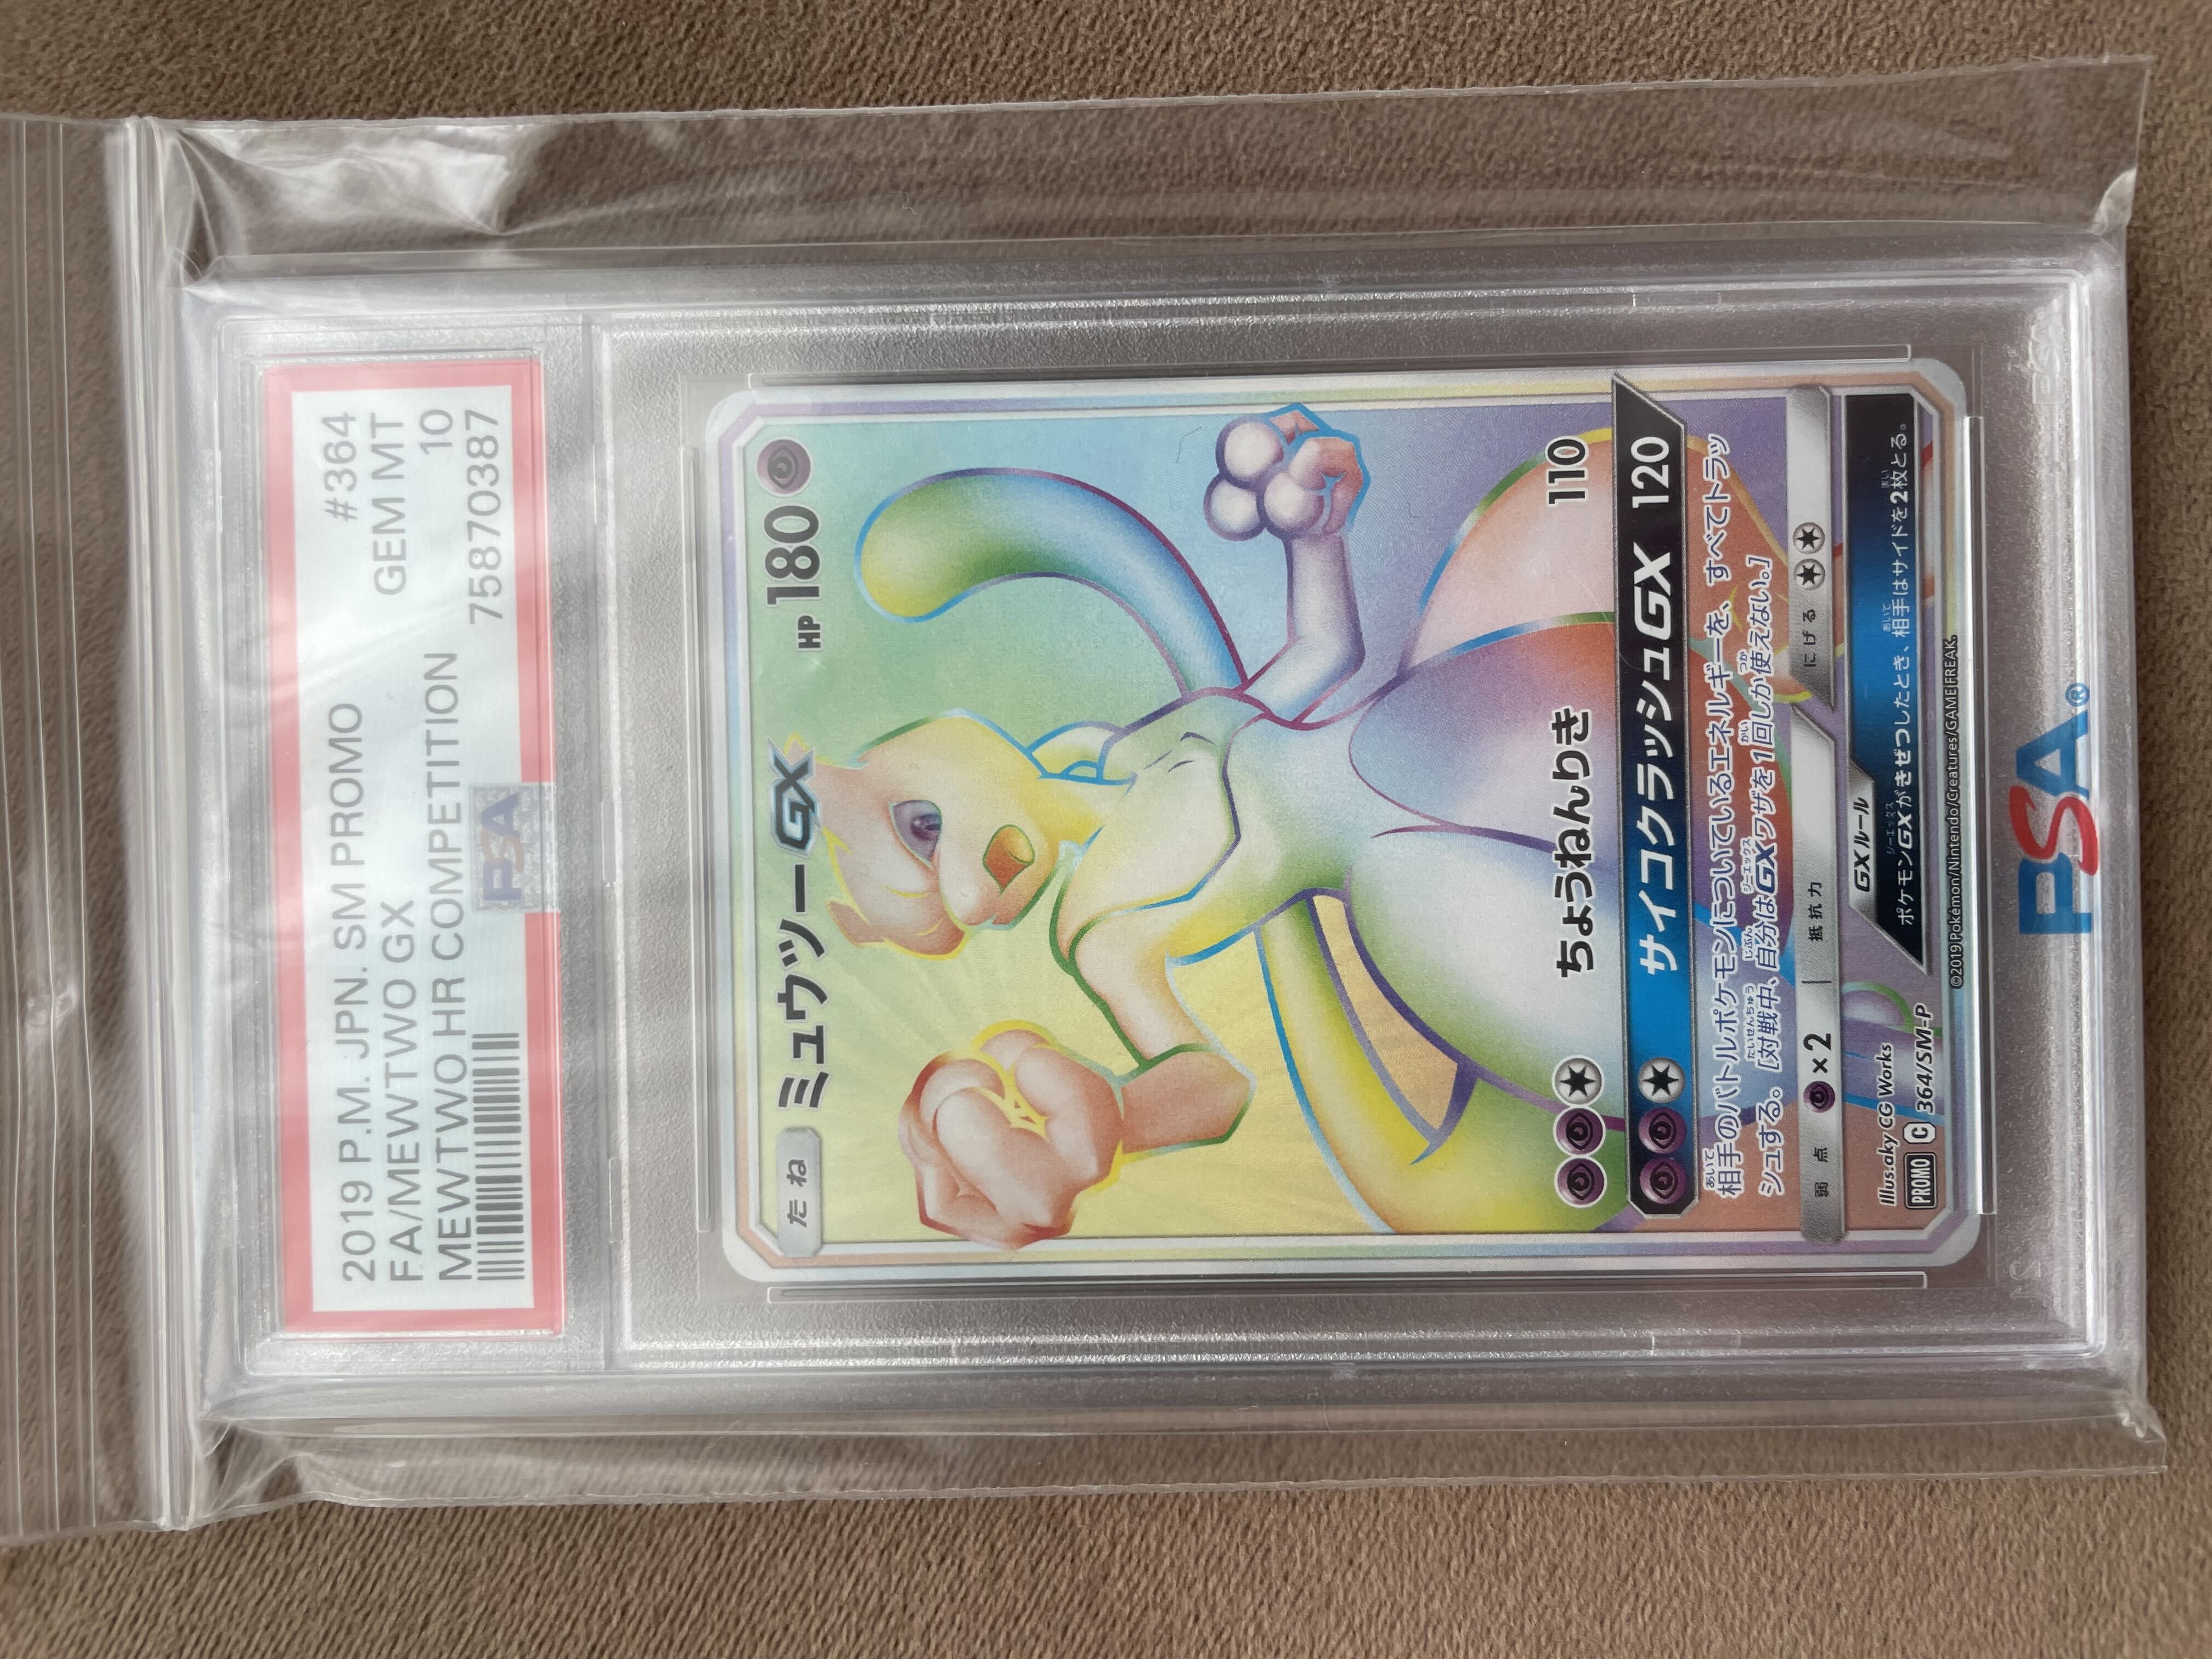 2019 P.M. JPN. SM PROMO #364
FA/MEWTWO GX GEM MT
MEWTWO HR COMPETITION 10
75870387
PSA
たね ミュウツーGX HP 180
ちょうねんりき 110
サイコクラッシュGX 120
相手のバトルポケモンについているエネルギーを、すべてトラッ
シュする。[対戦中、自分はGXワザを1回しか使えない。]
弱点 ×2 抵抗力 にげる
GXルール
ポケモンGXがきぜつしたとき、相手はサイドを2枚とる。
Illus. aky CG Works
PROMO C 364/SM-P
©2019 Pokémon/Nintendo/Creatures/GAME FREAK.
PSA®